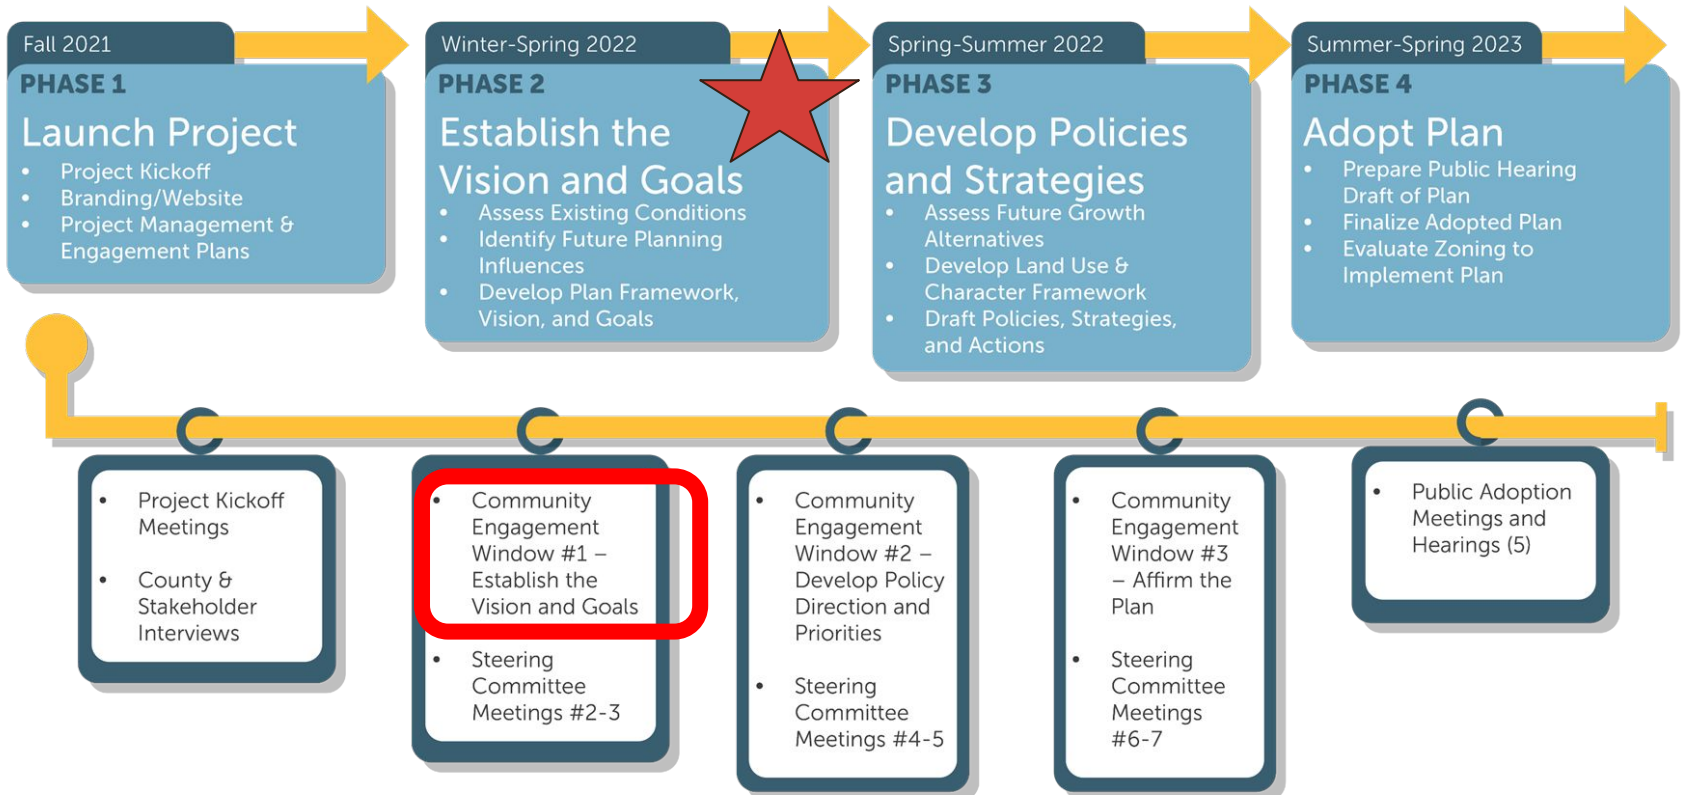 Fall 2021
PHASE 1
Launch Project
• Project Kickoff
• Branding/Website
• Project Management &
Engagement Plans
Winter-Spring 2022
PHASE 2
Establish the
Vision and Goals
• Assess Existing Conditions
• Identify Future Planning
Influences
• Develop Plan Framework,
Vision, and Goals
Spring-Summer 2022
PHASE 3
Develop Policies
and Strategies
• Assess Future Growth
Alternatives
• Develop Land Use &
Character Framework
• Draft Policies, Strategies,
and Actions
Summer-Spring 2023
PHASE 4
Adopt Plan
• Prepare Public Hearing
Draft of Plan
• Finalize Adopted Plan
• Evaluate Zoning to
Implement Plan
• Project Kickoff
Meetings
• County &
Stakeholder
Interviews
• Community
Engagement
Window #1 –
Establish the
Vision and Goals
• Steering
Committee
Meetings #2-3
• Community
Engagement
Window #2 –
Develop Policy
Direction and
Priorities
• Steering
Committee
Meetings #4-5
• Community
Engagement
Window #3
– Affirm the
Plan
• Steering
Committee
Meetings
#6-7
• Public Adoption
Meetings and
Hearings (5)